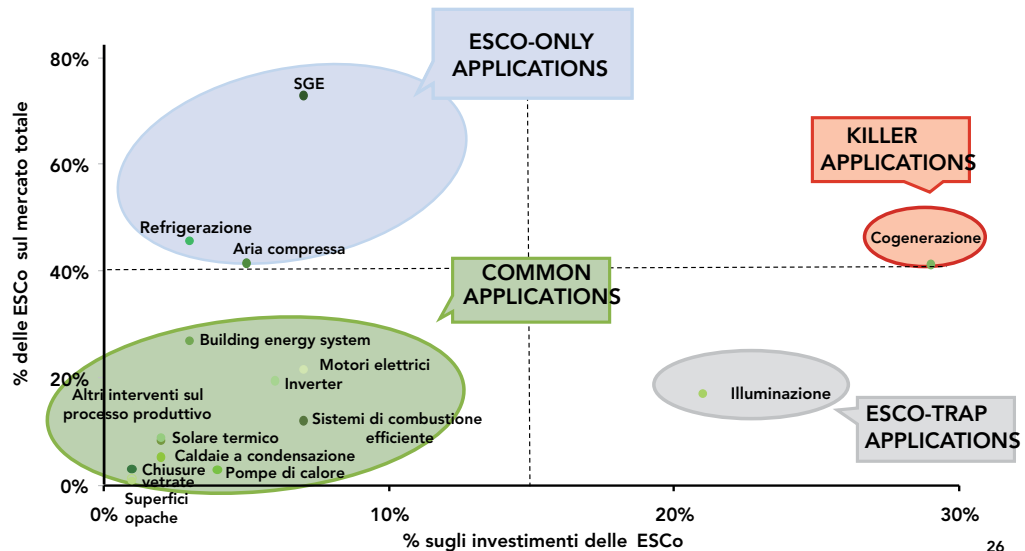 ESCO-ONLY
APPLICATIONS
80%
SGE
KILLER
APPLICATIONS
60%
% delle ESCo sul mercato totale
Refrigerazione
Aria compressa
Cogenerazione
40%
COMMON
APPLICATIONS
Building energy system
Motori elettrici
Inverter
20%
Altri interventi sul
processo produttivo
Illuminazione
Sistemi di combustione
efficiente
ESCO-TRAP
APPLICATIONS
Solare termico
Caldaie a condensazione
Chiusure
vetrate
Pompe di calore
0%
Superfici
opache
0%
10%
20%
30%
% sugli investimenti delle ESCo
26